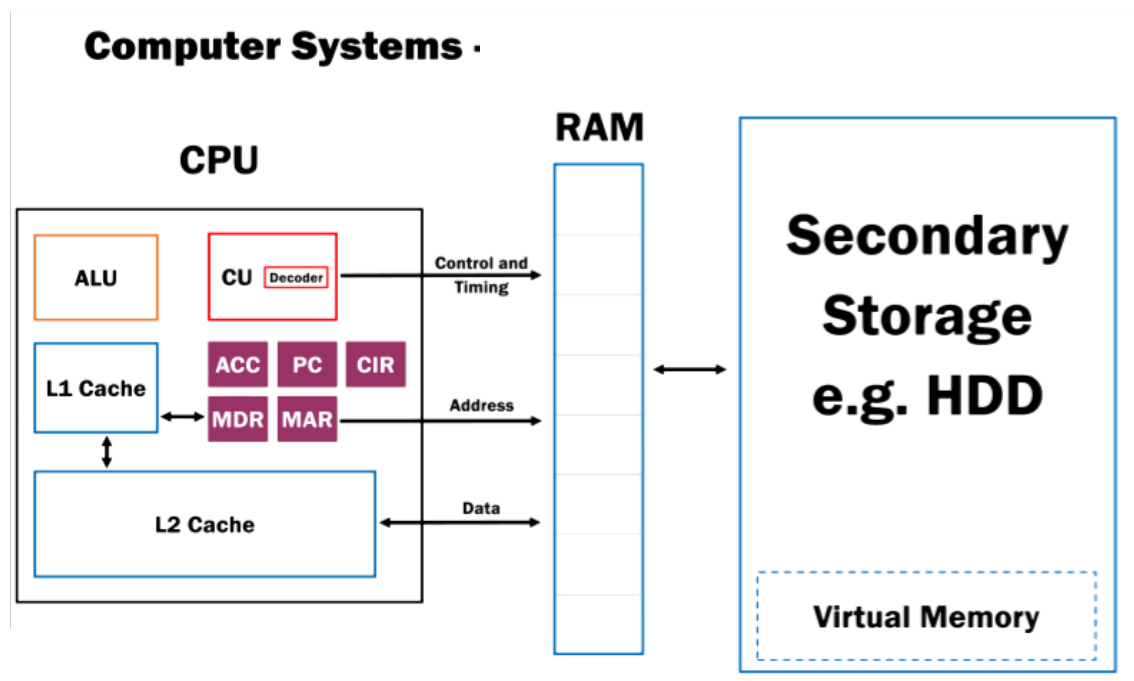 Computer Systems ·
CPU
ALU
CU
Decoder
L1 Cache
ACC
PC
CIR
MDR
MAR
L2 Cache
Control and
Timing
Address
Data
RAM
Secondary
Storage
e.g. HDD
Virtual Memory